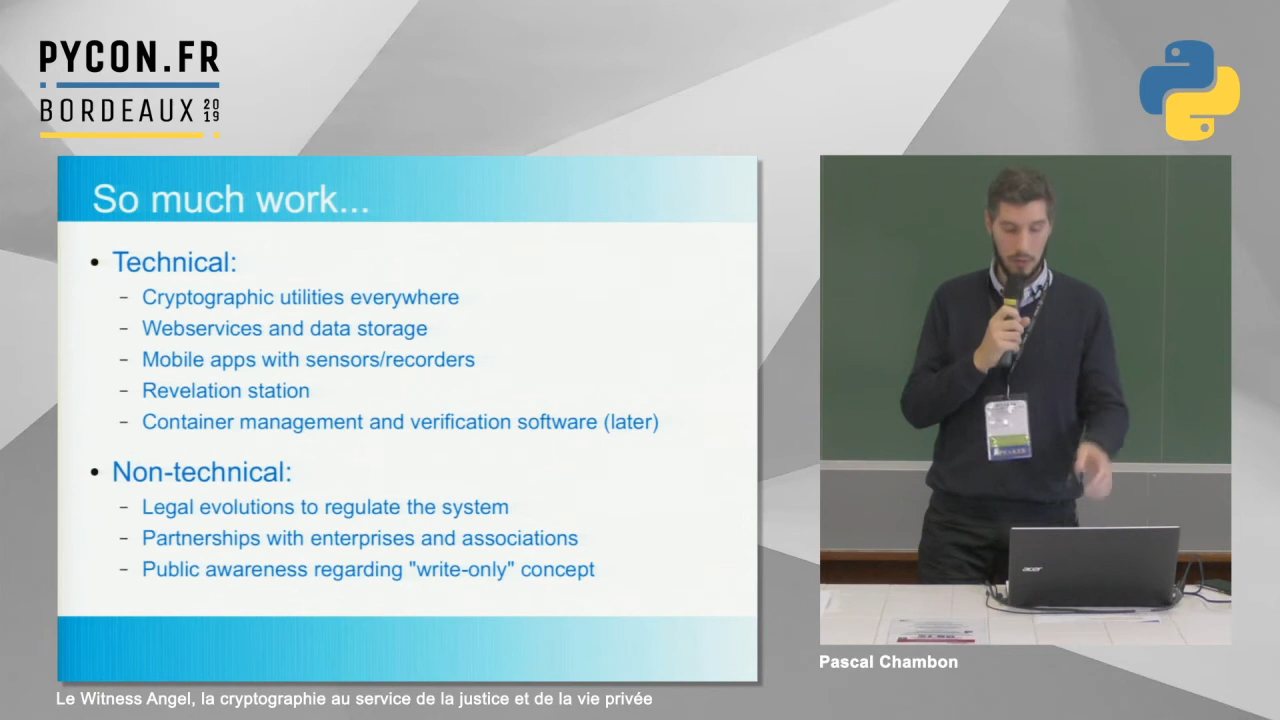 PYCON.FR
BORDEAUX 2019
So much work...
• Technical:
– Cryptographic utilities everywhere
– Webservices and data storage
– Mobile apps with sensors/recorders
– Revelation station
– Container management and verification software (later)
• Non-technical:
– Legal evolutions to regulate the system
– Partnerships with enterprises and associations
– Public awareness regarding "write-only" concept
SPEAKER
acer
Pascal Chambon
Le Witness Angel, la cryptographie au service de la justice et de la vie privée